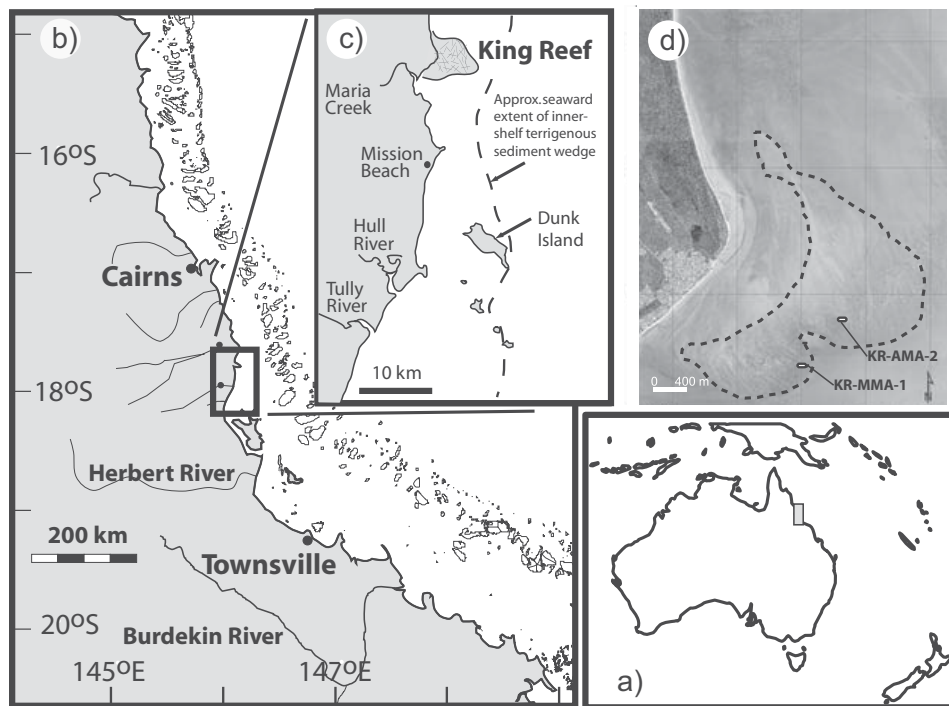 b)
16ºS
Cairns
18ºS
Herbert River
200 km
Townsville
20ºS
Burdekin River
145ºE
147ºE
c)
King Reef
Maria
Creek
Approx.seaward
extent of inner-
shelf terrigenous
sediment wedge
Mission
Beach
Hull
River
Dunk
Island
Tully
River
10 km
d)
KR-AMA-2
KR-MMA-1
0 400 m
a)